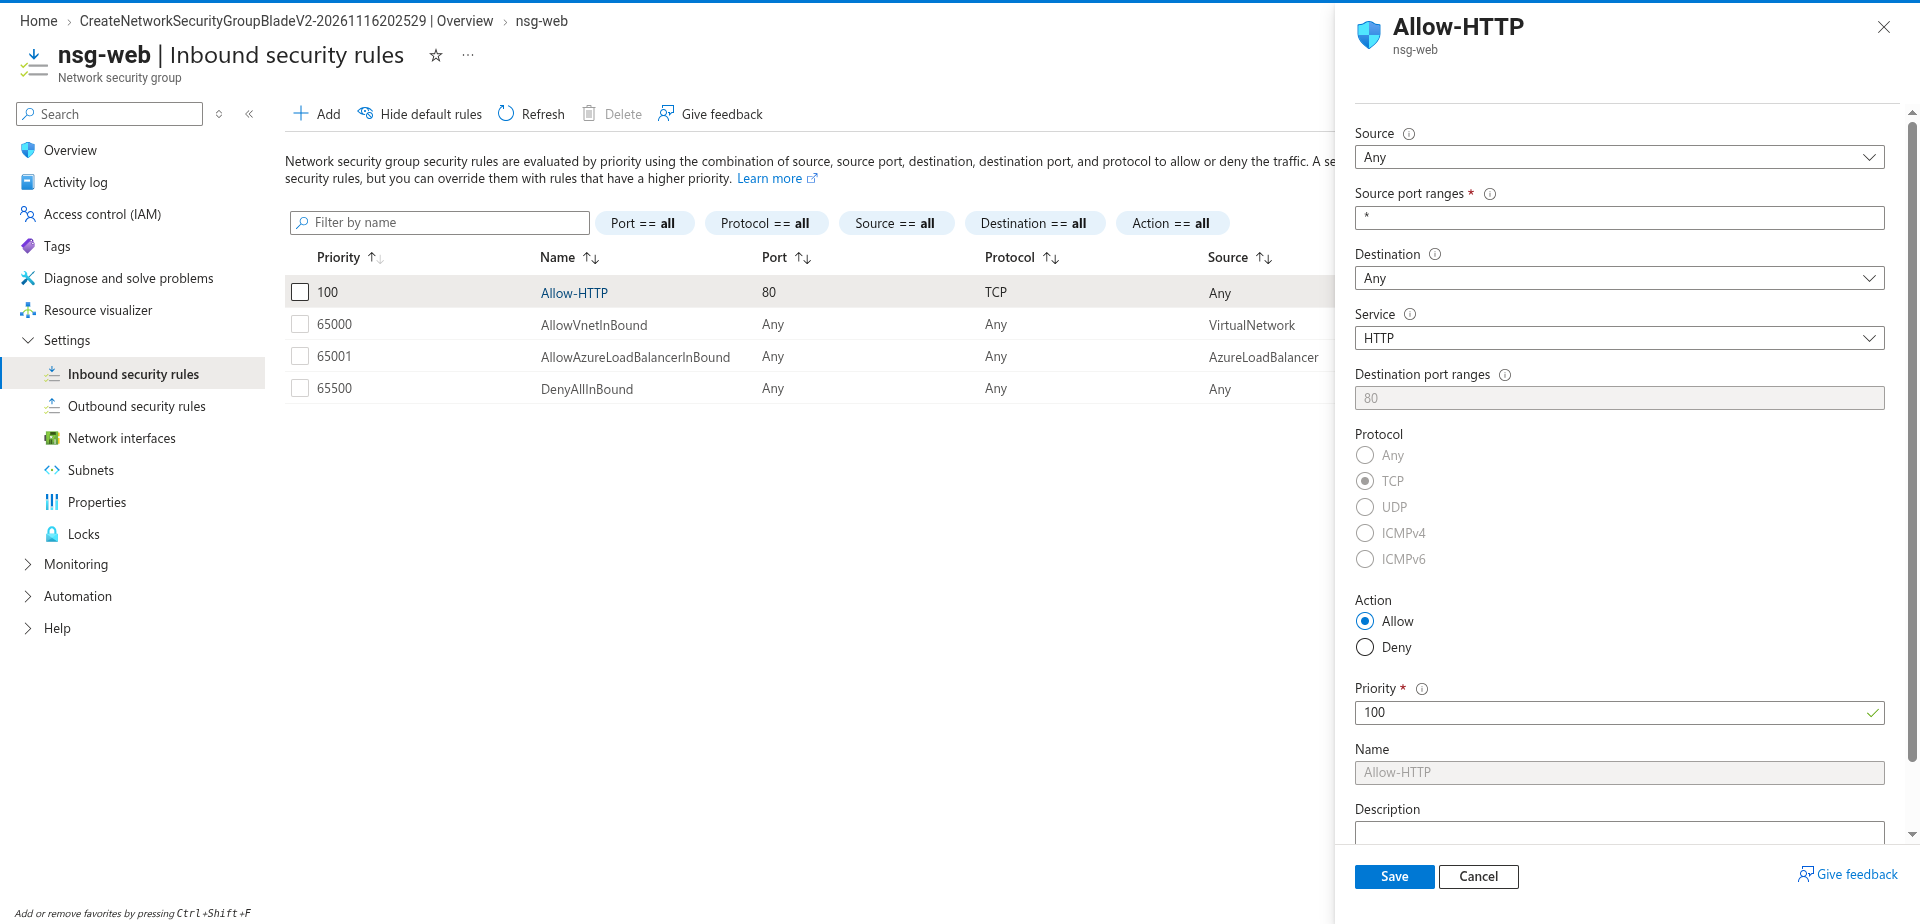 Home › CreateNetworkSecurityGroupBladeV2-20261116202529 | Overview › nsg-web
nsg-web | Inbound security rules
Network security group
Search
Overview
Activity log
Access control (IAM)
Tags
Diagnose and solve problems
Resource visualizer
Settings
Inbound security rules
Outbound security rules
Network interfaces
Subnets
Properties
Locks
Monitoring
Automation
Help
Add or remove favorites by pressing Ctrl+Shift+F
Add Hide default rules Refresh Delete Give feedback
Network security group security rules are evaluated by priority using the combination of source, source port, destination, destination port, and protocol to allow or deny the traffic. A se
security rules, but you can override them with rules that have a higher priority. Learn more
Filter by name Port == all Protocol == all Source == all Destination == all Action == all
Priority Name Port Protocol Source
100 Allow-HTTP 80 TCP Any
65000 AllowVnetInBound Any Any VirtualNetwork
65001 AllowAzureLoadBalancerInBound Any Any AzureLoadBalancer
65500 DenyAllInBound Any Any Any
Allow-HTTP
nsg-web
Source
Any
Source port ranges *
*
Destination
Any
Service
HTTP
Destination port ranges
80
Protocol
Any
TCP
UDP
ICMPv4
ICMPv6
Action
Allow
Deny
Priority *
100
Name
Allow-HTTP
Description
Save Cancel Give feedback